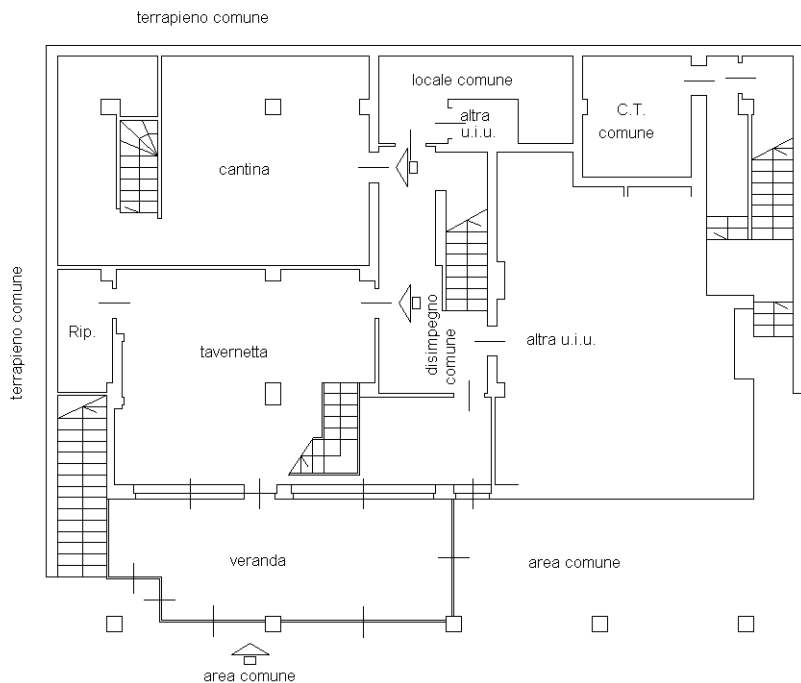 terrapieno comune
locale comune
altra
u.i.u.
C.T.
comune
cantina
terrapieno comune
Rip.
tavernetta
disimpegno
comune
altra u.i.u.
veranda
area comune
area comune